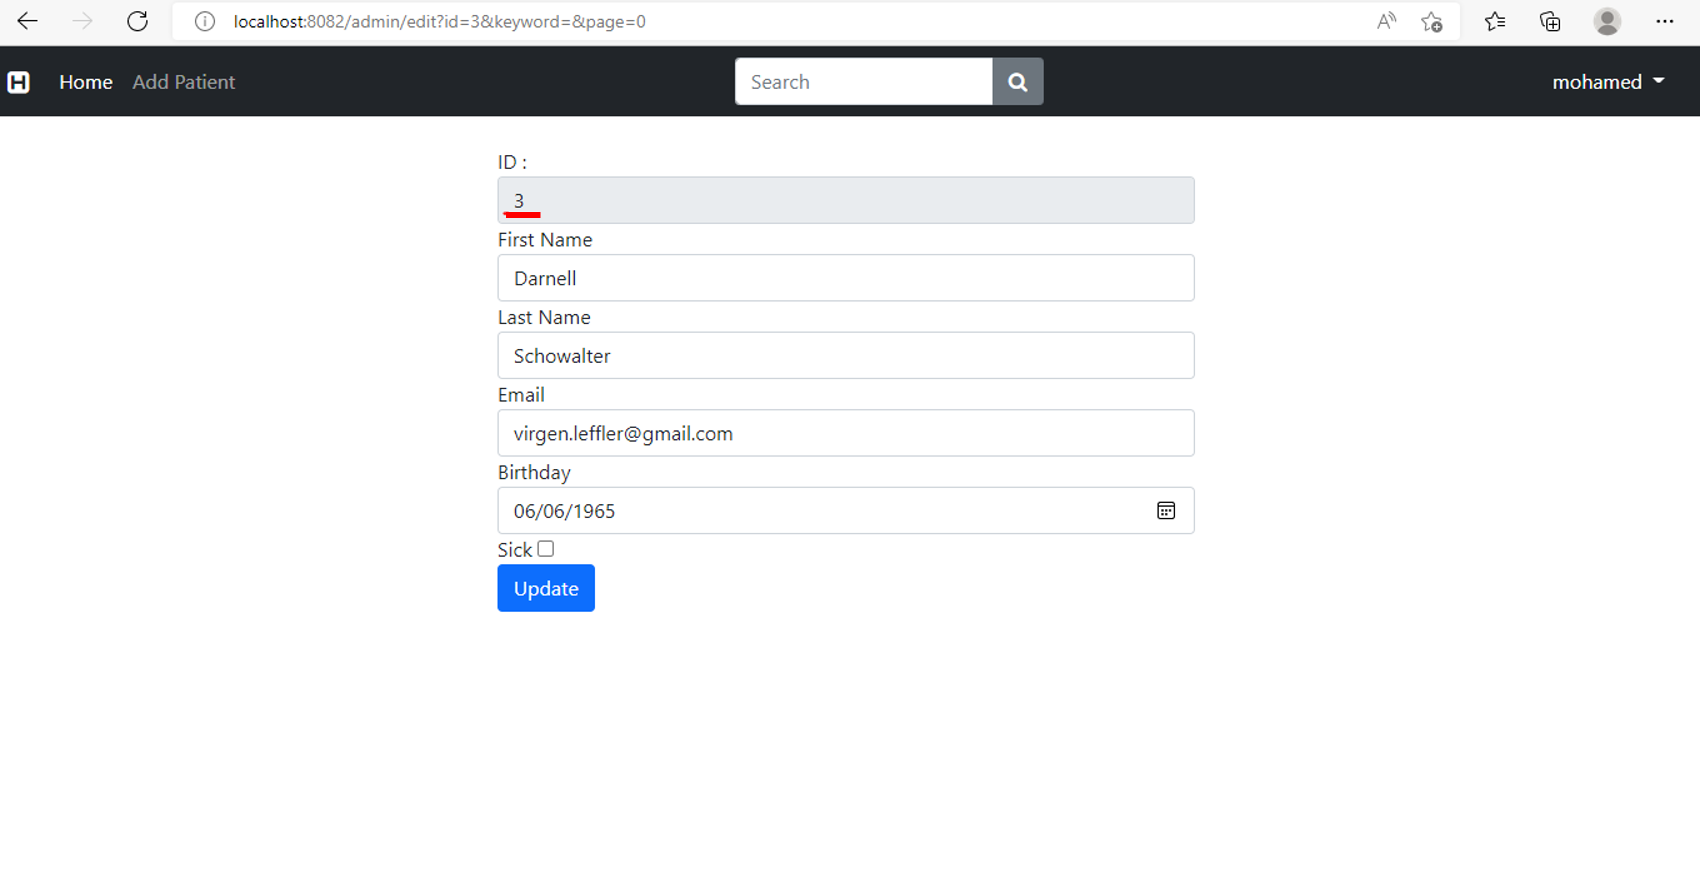 localhost:8082/admin/edit?id=3&keyword=&page=0
H Home Add Patient Search mohamed
ID :
3
First Name
Darnell
Last Name
Schowalter
Email
virgen.leffler@gmail.com
Birthday
06/06/1965
Sick
Update